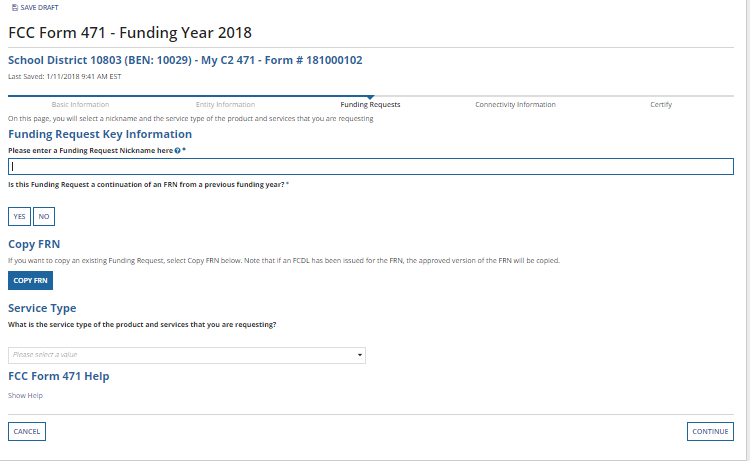 SAVE DRAFT
FCC Form 471 - Funding Year 2018
School District 10803 (BEN: 10029) - My C2 471 - Form # 181000102
Last Saved: 1/11/2018 9:41 AM EST
Basic Information Entity Information Funding Requests Connectivity Information Certify
On this page, you will select a nickname and the service type of the product and services that you are requesting
Funding Request Key Information
Please enter a Funding Request Nickname here ? *
Is this Funding Request a continuation of an FRN from a previous funding year? *
YES NO
Copy FRN
If you want to copy an existing Funding Request, select Copy FRN below. Note that if an FCDL has been issued for the FRN, the approved version of the FRN will be copied.
COPY FRN
Service Type
What is the service type of the product and services that you are requesting?
Please select a value
FCC Form 471 Help
Show Help
CANCEL CONTINUE